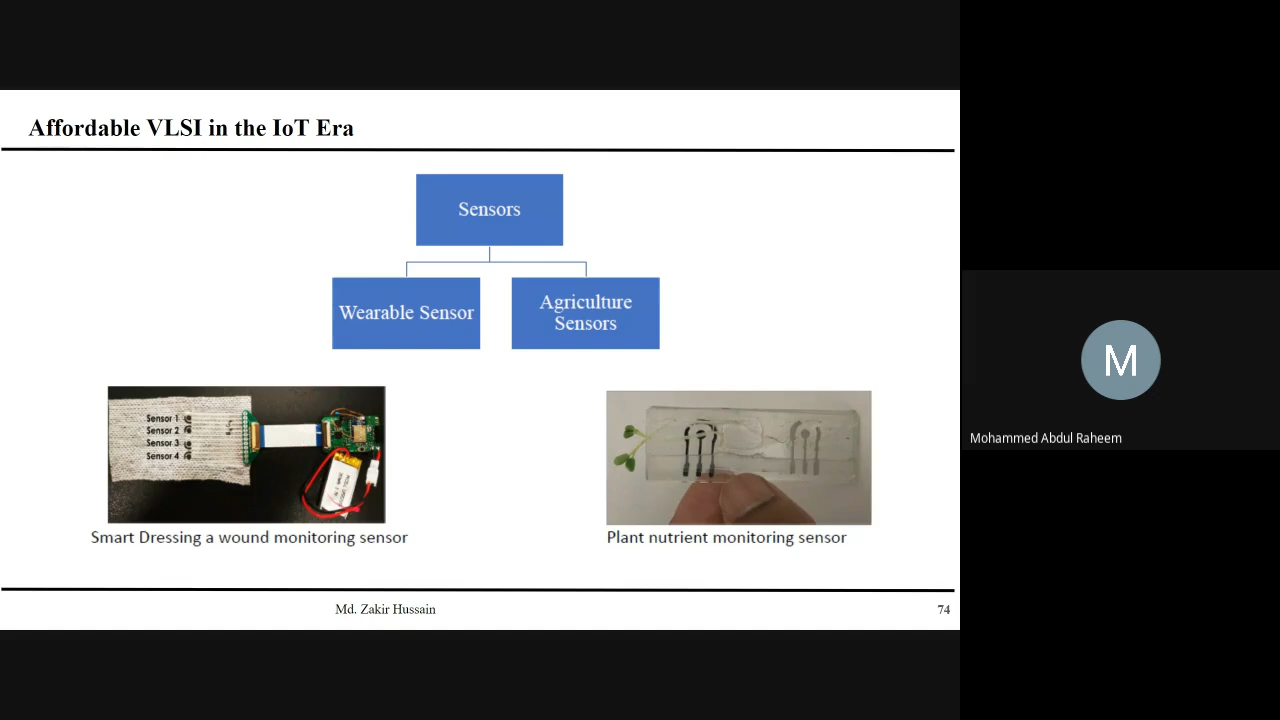 Affordable VLSI in the IoT Era
Sensors
Wearable Sensor
Agriculture
Sensors
Sensor 1
Sensor 2
Sensor 3
Sensor 4
Smart Dressing a wound monitoring sensor
Plant nutrient monitoring sensor
Md. Zakir Hussain
74
M
Mohammed Abdul Raheem